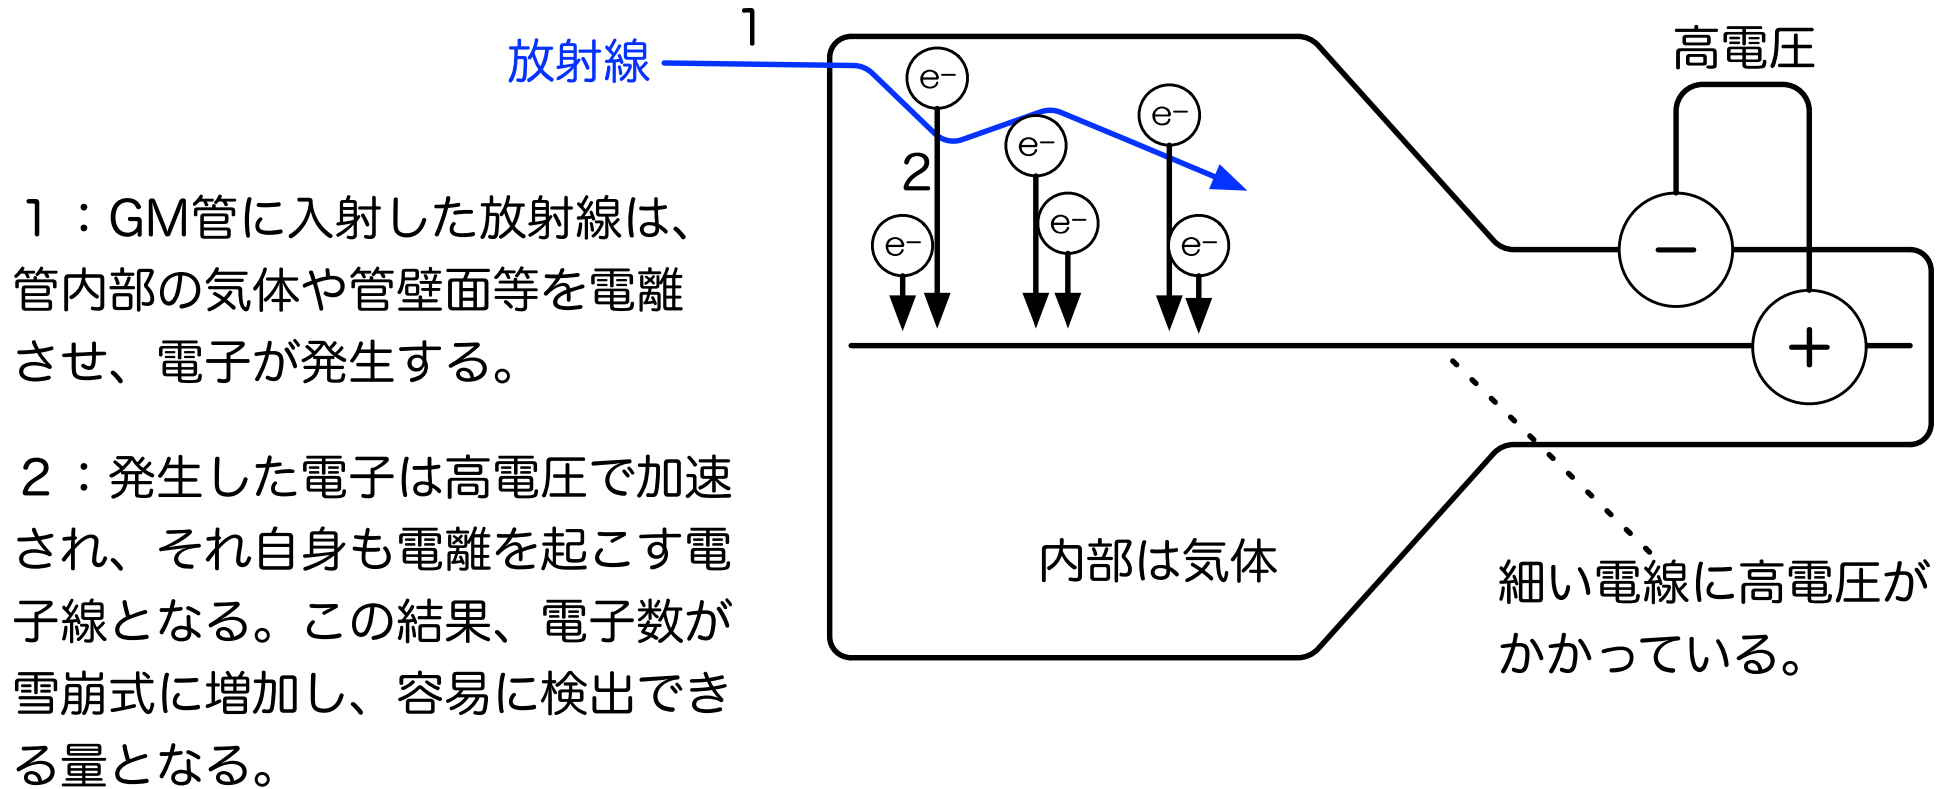 1
放射線
高電圧
e−
e−
e−
2
e−
e−
e−
−
+
1：GM管に入射した放射線は、
管内部の気体や管壁面等を電離
させ、電子が発生する。
2：発生した電子は高電圧で加速
され、それ自身も電離を起こす電
子線となる。この結果、電子数が
雪崩式に増加し、容易に検出でき
る量となる。
内部は気体
細い電線に高電圧が
かかっている。